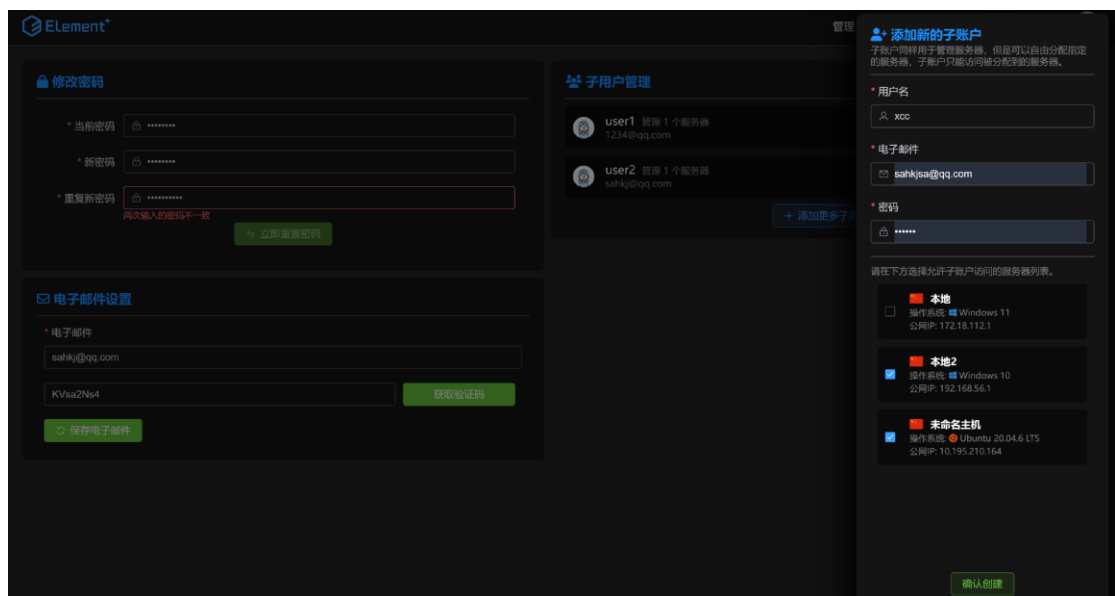 Element+
管理
修改密码
* 当前密码 ••••••••
* 新密码 ••••••••
* 重复新密码 ••••••••••
两次输入的密码不一致
立即重置密码
电子邮件设置
* 电子邮件
sahkj@qq.com
KVsa2Ns4 获取验证码
保存电子邮件
子用户管理
user1 管理 1 个服务器
1234@qq.com
user2 管理 1 个服务器
sahkj@qq.com
+ 添加更多子
添加新的子账户
子账户同样用于管理服务器，但是可以自由分配指定
的服务器，子账户只能访问被分配到的服务器。
* 用户名
xcc
* 电子邮件
sahkjsa@qq.com
* 密码
••••••
请在下方选择允许子账户访问的服务器列表。
本地
操作系统: Windows 11
公网IP: 172.18.112.1
本地2
操作系统: Windows 10
公网IP: 192.168.56.1
未命名主机
操作系统: Ubuntu 20.04.6 LTS
公网IP: 10.195.210.164
确认创建